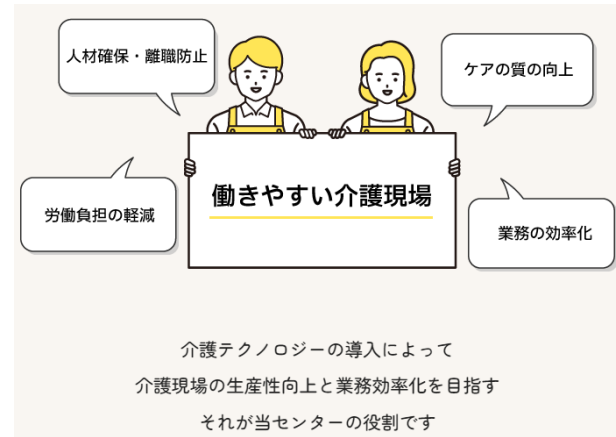 人材確保・離職防止
ケアの質の向上
働きやすい介護現場
労働負担の軽減
業務の効率化
介護テクノロジーの導入によって
介護現場の生産性向上と業務効率化を目指す
それが当センターの役割です